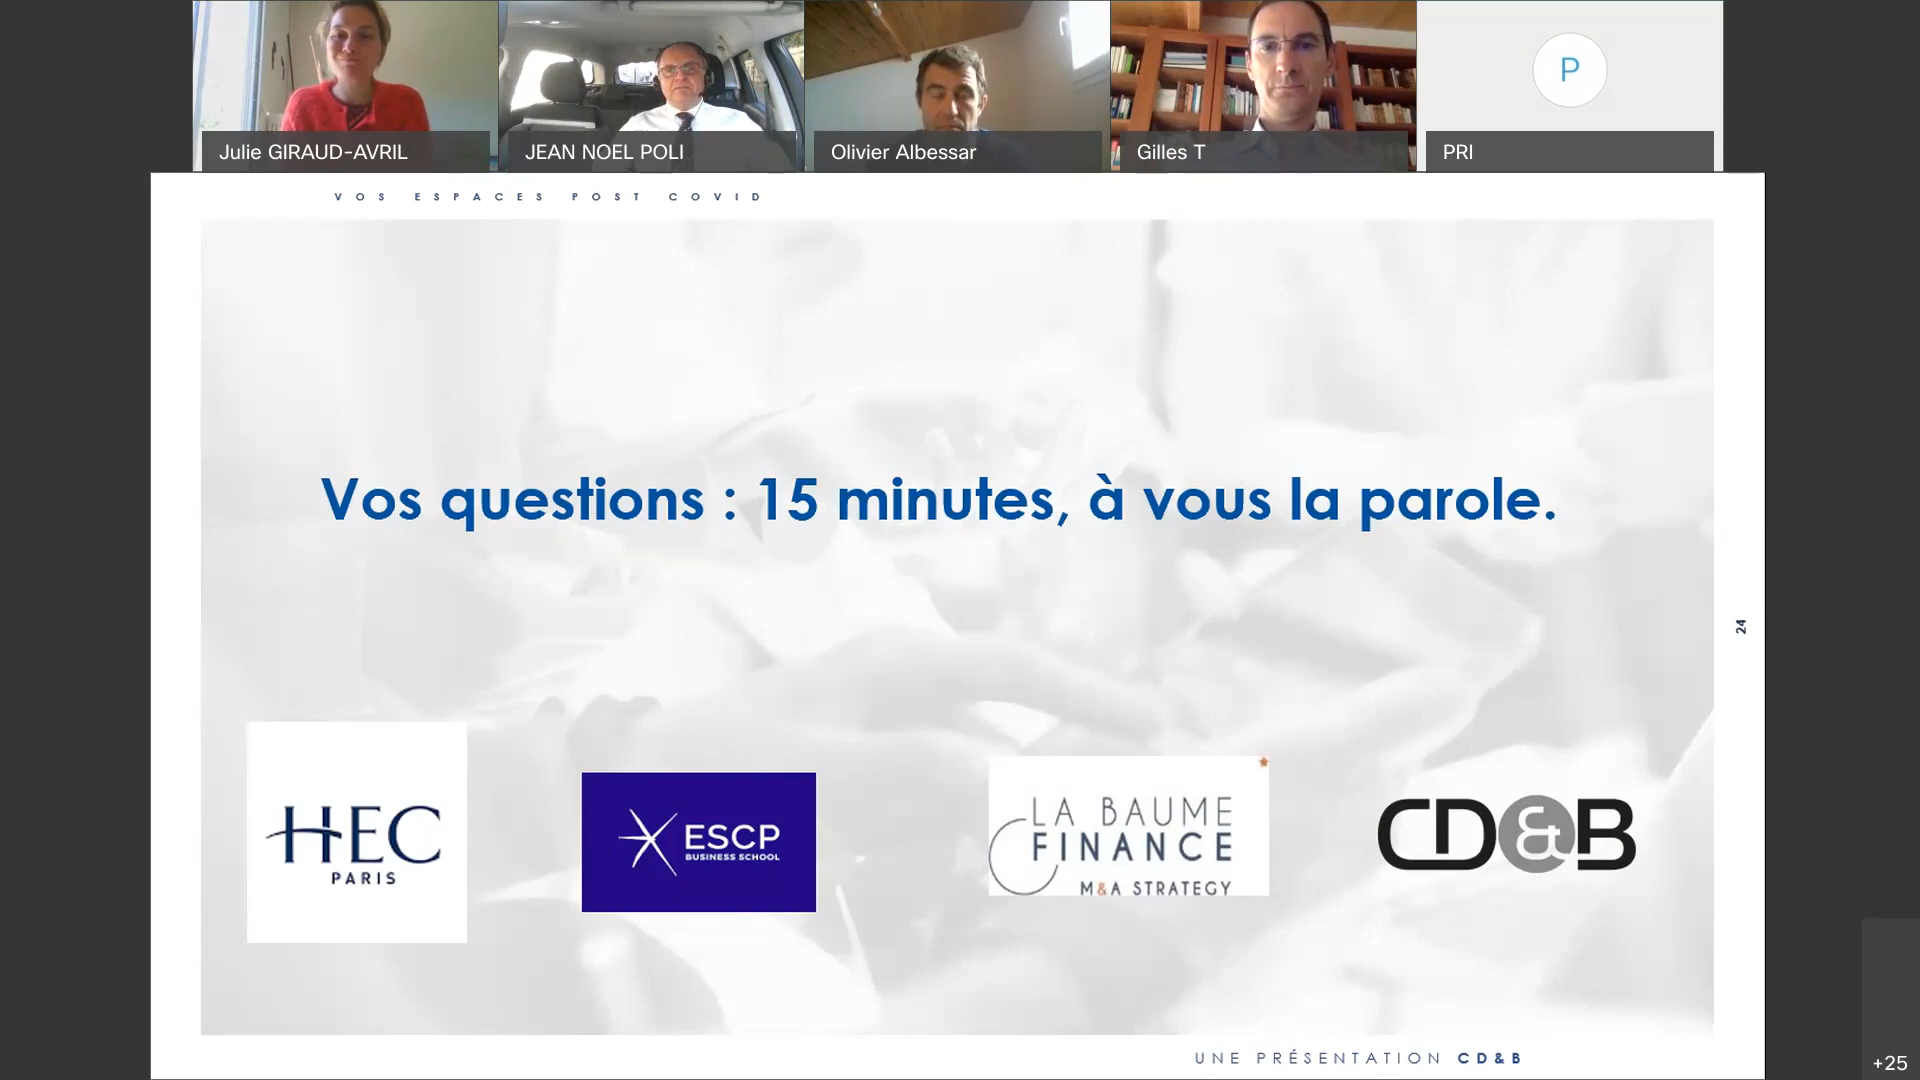 Julie GIRAUD-AVRIL
JEAN NOEL POLI
Olivier Albessar
Gilles T
P
PRI
VOS ESPACES POST COVID
Vos questions : 15 minutes, à vous la parole.
24
HEC
PARIS
ESCP
BUSINESS SCHOOL
LA BAUME
FINANCE
M&A STRATEGY
CD&B
UNE PRÉSENTATION CD&B
+25